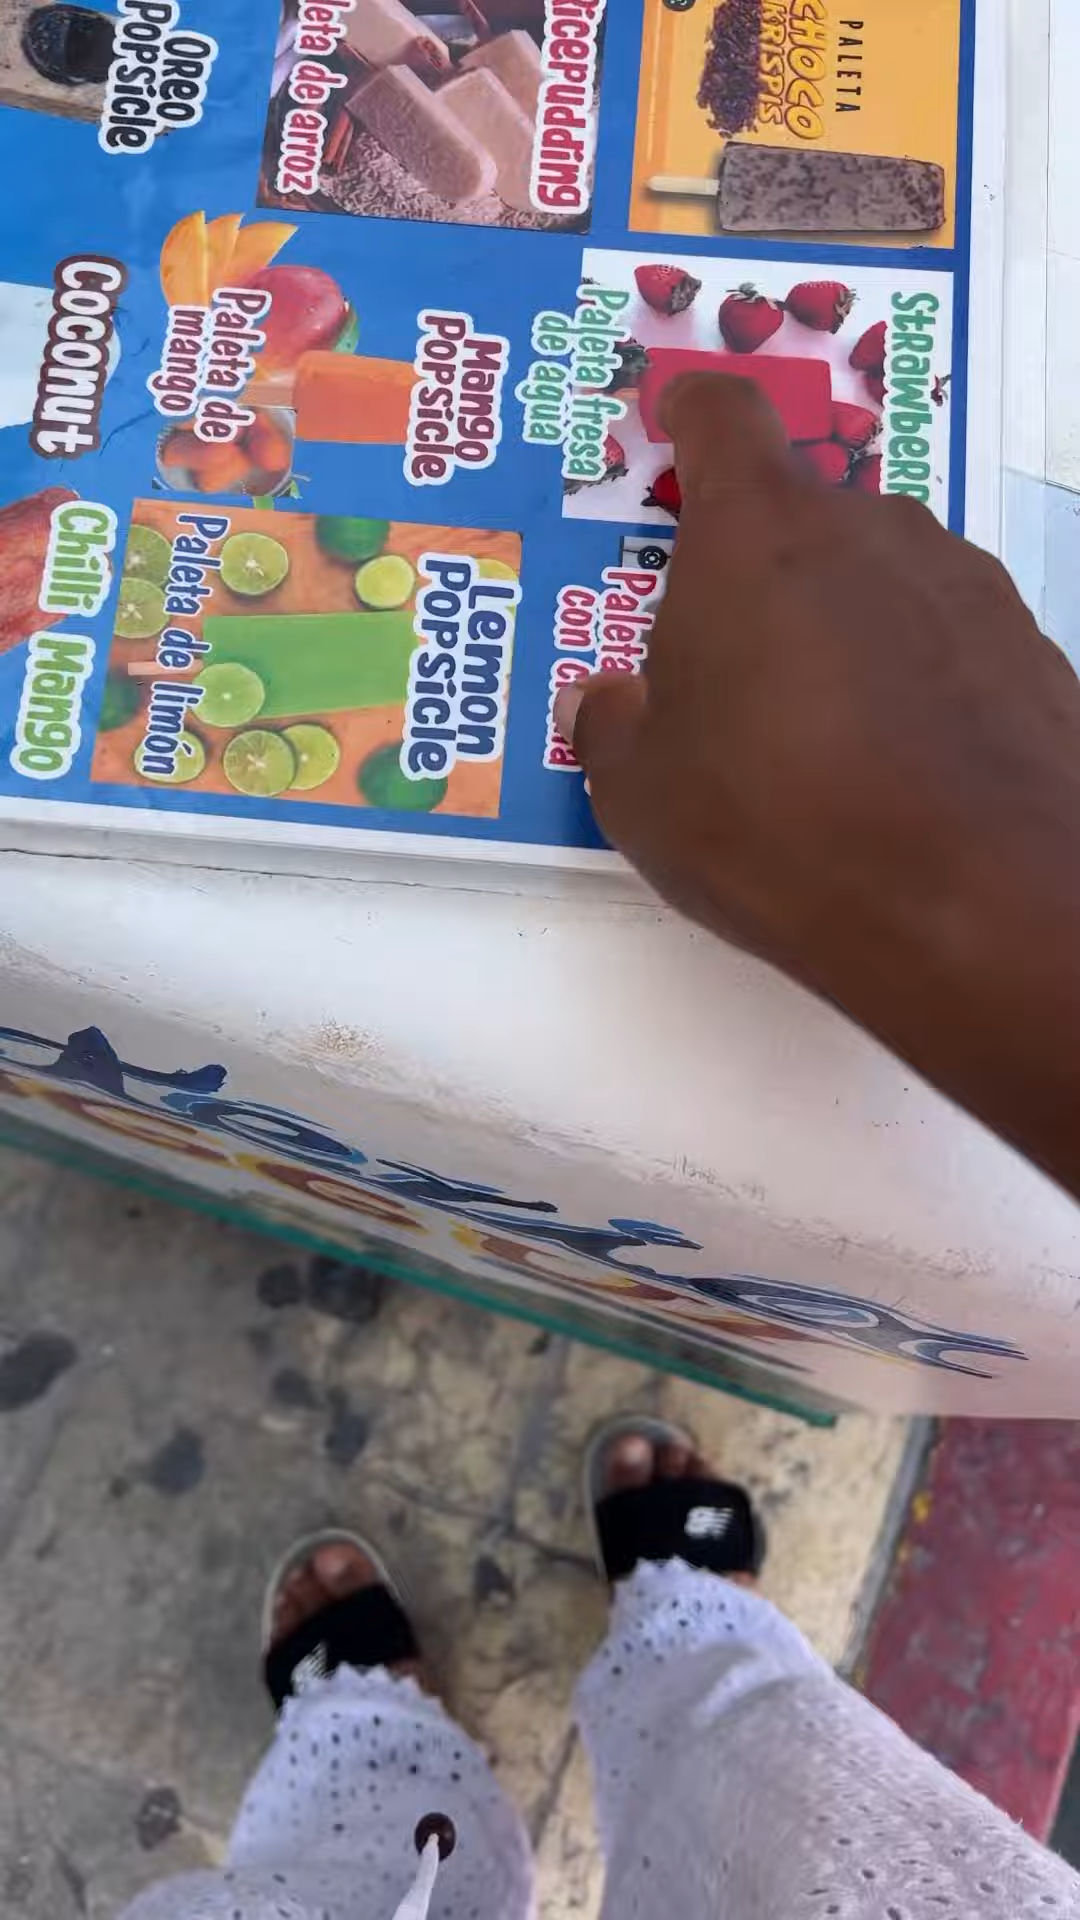 PALETA
CHOCO
KRISPIS
Ricepudding
de arroz
Oreo
Popsicle
Strawberr
Paleta fresa
de agua
Mango
Popsicle
Paleta de
mango
Coconut
Paleta
con
Lemon
Popsicle
Paleta de limón
Chilli Mango